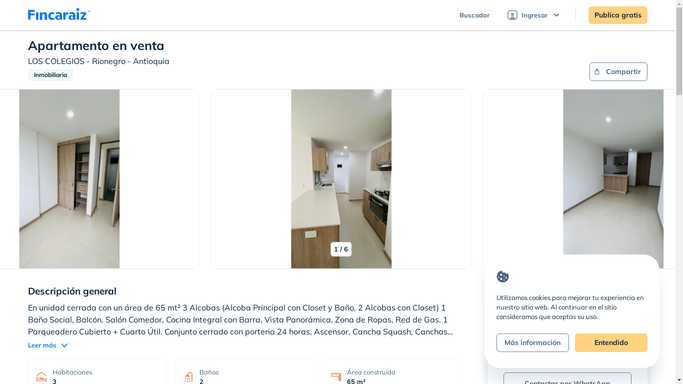 Fincaraiz
Buscador
Ingresar
Publica gratis
Apartamento en venta
LOS COLEGIOS - Rionegro - Antioquia
Inmobiliaria
Compartir
1 / 6
Descripción general
En unidad cerrada con un área de 65 mt² 3 Alcobas (Alcoba Principal con Closet y Baño, 2 Alcobas con Closet) 1
Baño Social, Balcón, Salón Comedor, Cocina Integral con Barra, Vista Panorámica, Zona de Ropas, Red de Gas, 1
Parqueadero Cubierto + Cuarto Útil. Conjunto cerrado con porteria 24 horas, Ascensor, Cancha Squash, Canchas...
Leer más
Habitaciones
3
Baños
2
Área construida
65 m²
Utilizamos cookies para mejorar tu experiencia en
nuestro sitio web. Al continuar en el sitio
consideramos que aceptas su uso.
Más información
Entendido
Contactar por WhatsApp